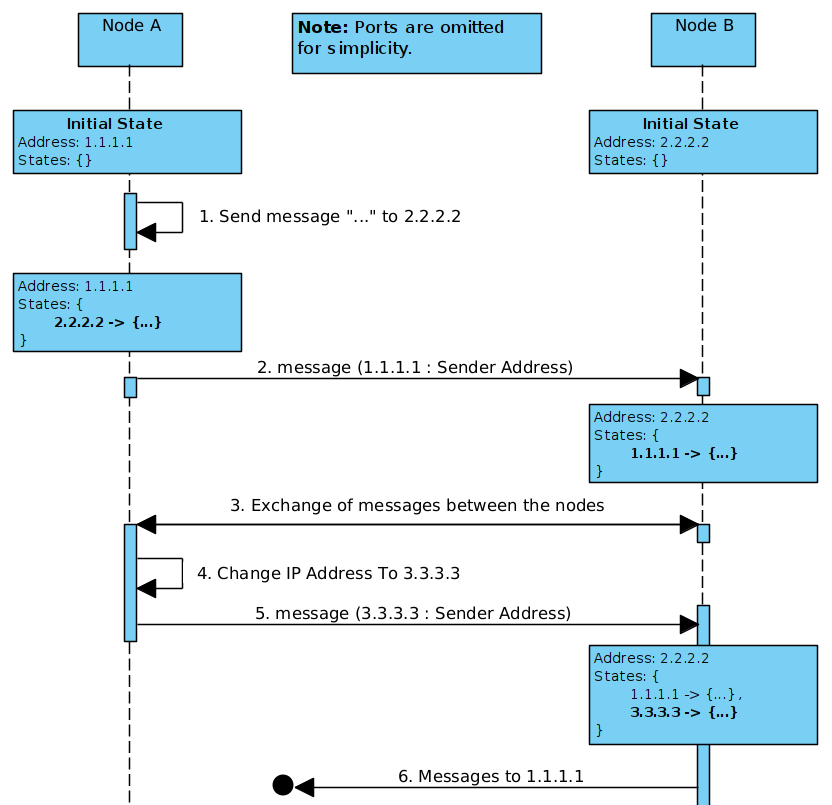 Node A
Note: Ports are omitted
for simplicity.
Node B
Initial State
Address: 1.1.1.1
States: {}
Initial State
Address: 2.2.2.2
States: {}
1. Send message "..." to 2.2.2.2
Address: 1.1.1.1
States: {
2.2.2.2 -> {...}
}
2. message (1.1.1.1 : Sender Address)
Address: 2.2.2.2
States: {
1.1.1.1 -> {...}
}
3. Exchange of messages between the nodes
4. Change IP Address To 3.3.3.3
5. message (3.3.3.3 : Sender Address)
Address: 2.2.2.2
States: {
1.1.1.1 -> {...},
3.3.3.3 -> {...}
}
6. Messages to 1.1.1.1